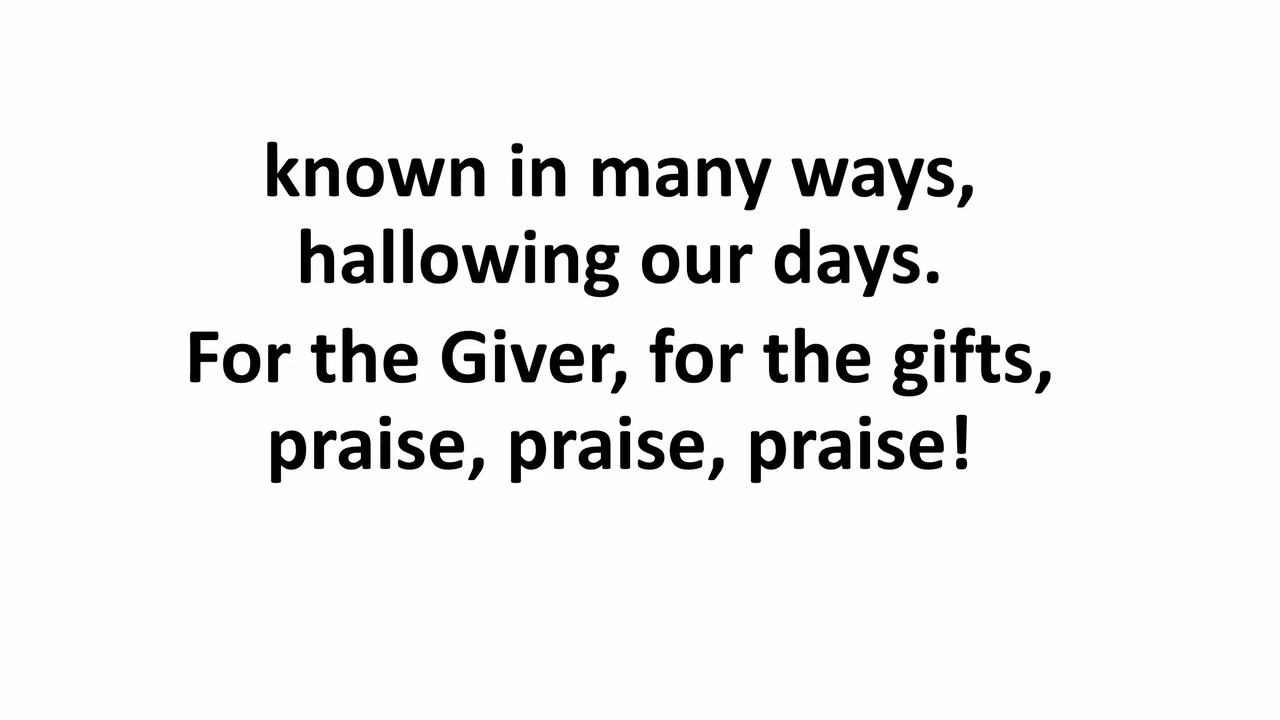 known in many ways,
hallowing our days.
For the Giver, for the gifts,
praise, praise, praise!